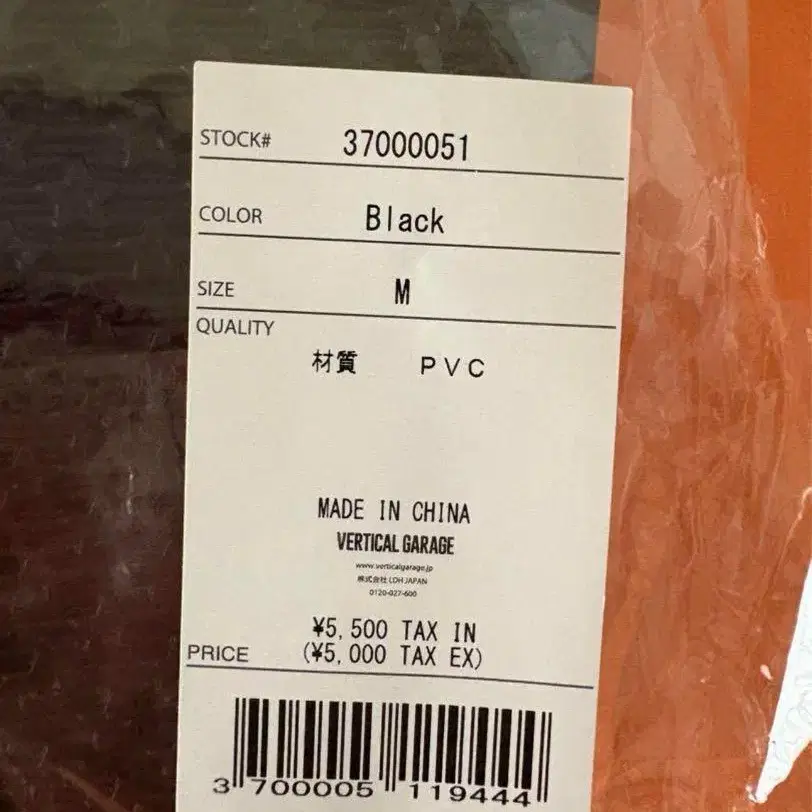 STOCK# 37000051
COLOR Black
SIZE M
QUALITY
材質 PVC
MADE IN CHINA
VERTICAL GARAGE
www.verticalgarage.jp
株式会社 LDH JAPAN
0120-027-600
¥5,500 TAX IN
PRICE (¥5,000 TAX EX)
3 700005 119444